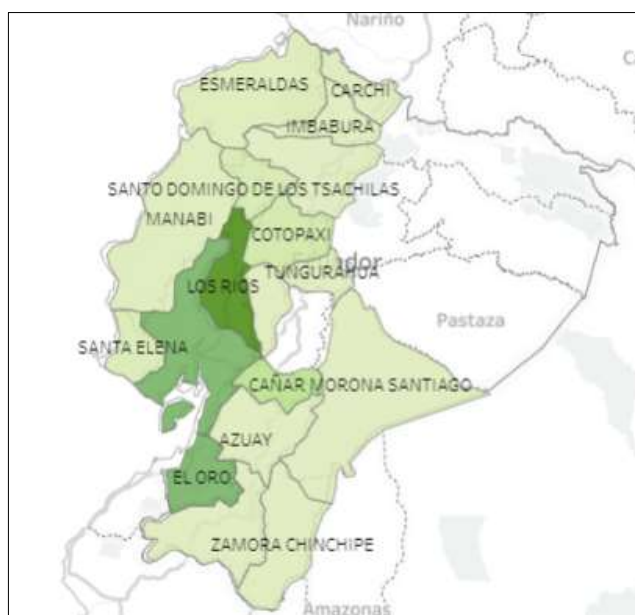 Nariño
ESMERALDAS
CARCHI
IMBABURA
SANTO DOMINGO DE LOS TSACHILAS
MANABI
COTOPAXI
TUNGURAHUA
LOS RIOS
Pastaza
SANTA ELENA
CAÑAR MORONA SANTIAGO
AZUAY
EL ORO
ZAMORA CHINCHIPE
Amazonas